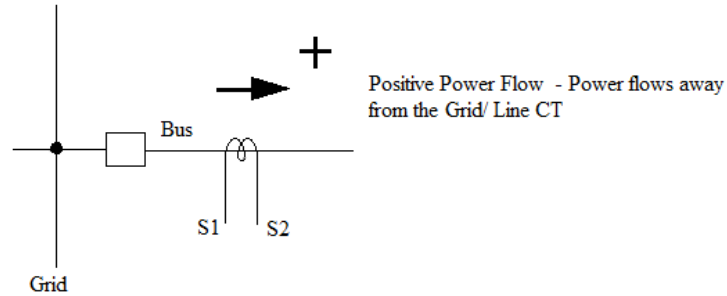 +
Positive Power Flow - Power flows away
from the Grid/ Line CT
Bus
S1 S2
Grid